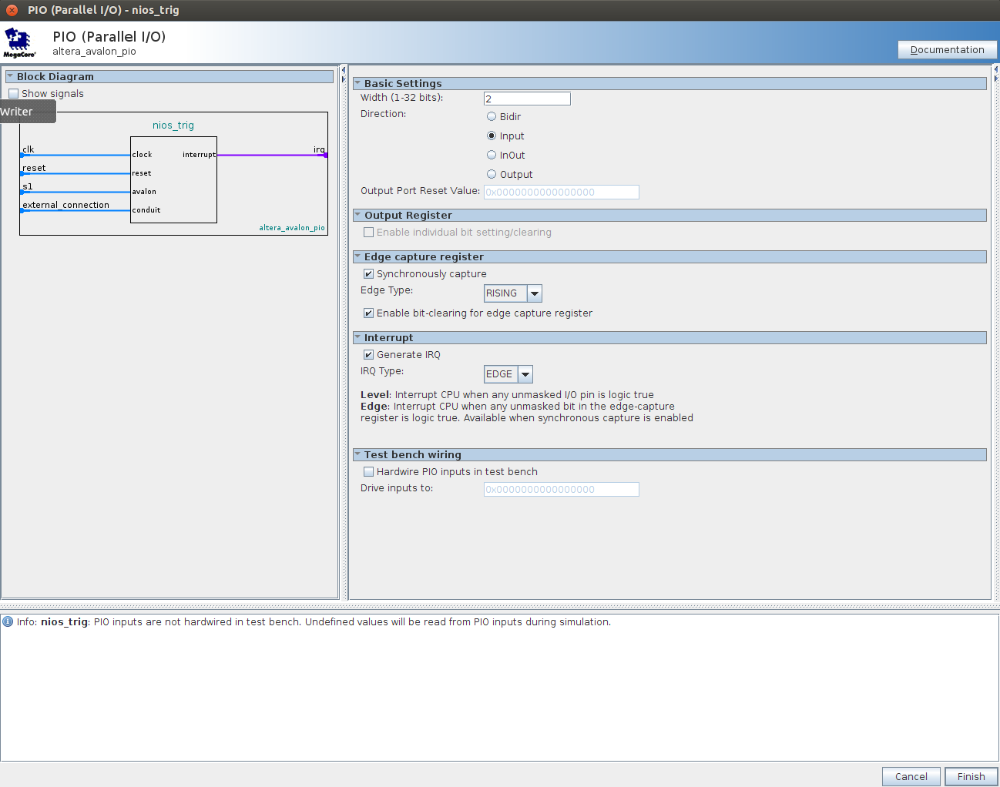 PIO (Parallel I/O) - nios_trig
MegaCore®
PIO (Parallel I/O)
altera_avalon_pio
Documentation
Block Diagram
Show signals
Writer
nios_trig
clk
clock
interrupt
irq
reset
reset
s1
avalon
external_connection
conduit
altera_avalon_pio
Basic Settings
Width (1-32 bits): 2
Direction:
Bidir
Input
InOut
Output
Output Port Reset Value: 0x0000000000000000
Output Register
Enable individual bit setting/clearing
Edge capture register
Synchronously capture
Edge Type: RISING
Enable bit-clearing for edge capture register
Interrupt
Generate IRQ
IRQ Type: EDGE
Level: Interrupt CPU when any unmasked I/O pin is logic true
Edge: Interrupt CPU when any unmasked bit in the edge-capture
register is logic true. Available when synchronous capture is enabled
Test bench wiring
Hardwire PIO inputs in test bench
Drive inputs to: 0x0000000000000000
Info: nios_trig: PIO inputs are not hardwired in test bench. Undefined values will be read from PIO inputs during simulation.
Cancel
Finish